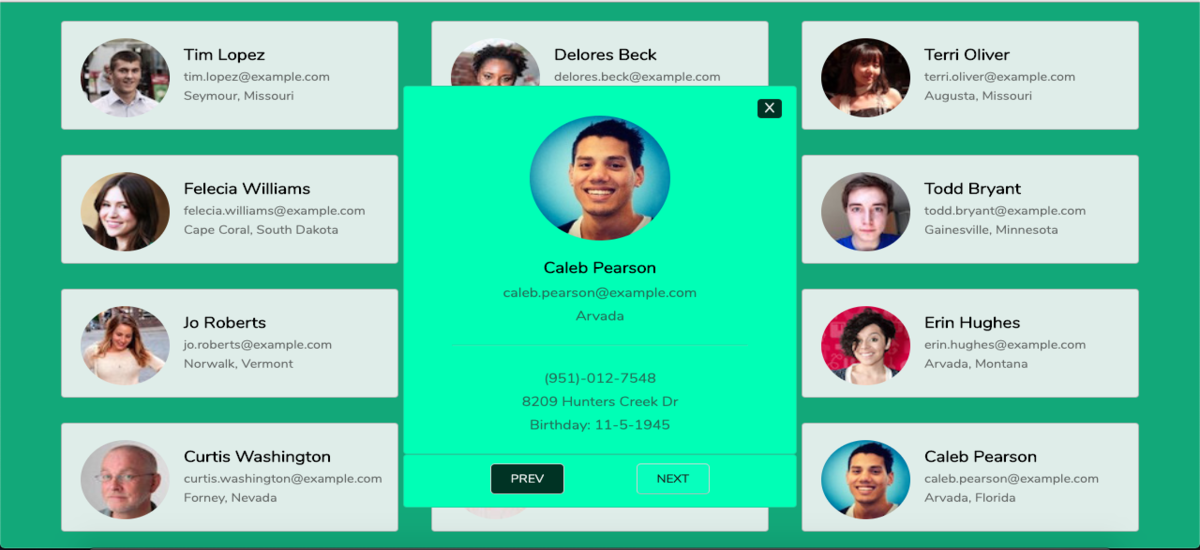 Tim Lopez
tim.lopez@example.com
Seymour, Missouri
Delores Beck
delores.beck@example.com
Terri Oliver
terri.oliver@example.com
Augusta, Missouri
Felecia Williams
felecia.williams@example.com
Cape Coral, South Dakota
Todd Bryant
todd.bryant@example.com
Gainesville, Minnesota
Jo Roberts
jo.roberts@example.com
Norwalk, Vermont
Erin Hughes
erin.hughes@example.com
Arvada, Montana
Curtis Washington
curtis.washington@example.com
Forney, Nevada
Caleb Pearson
caleb.pearson@example.com
Arvada, Florida
X
Caleb Pearson
caleb.pearson@example.com
Arvada
(951)-012-7548
8209 Hunters Creek Dr
Birthday: 11-5-1945
PREV
NEXT